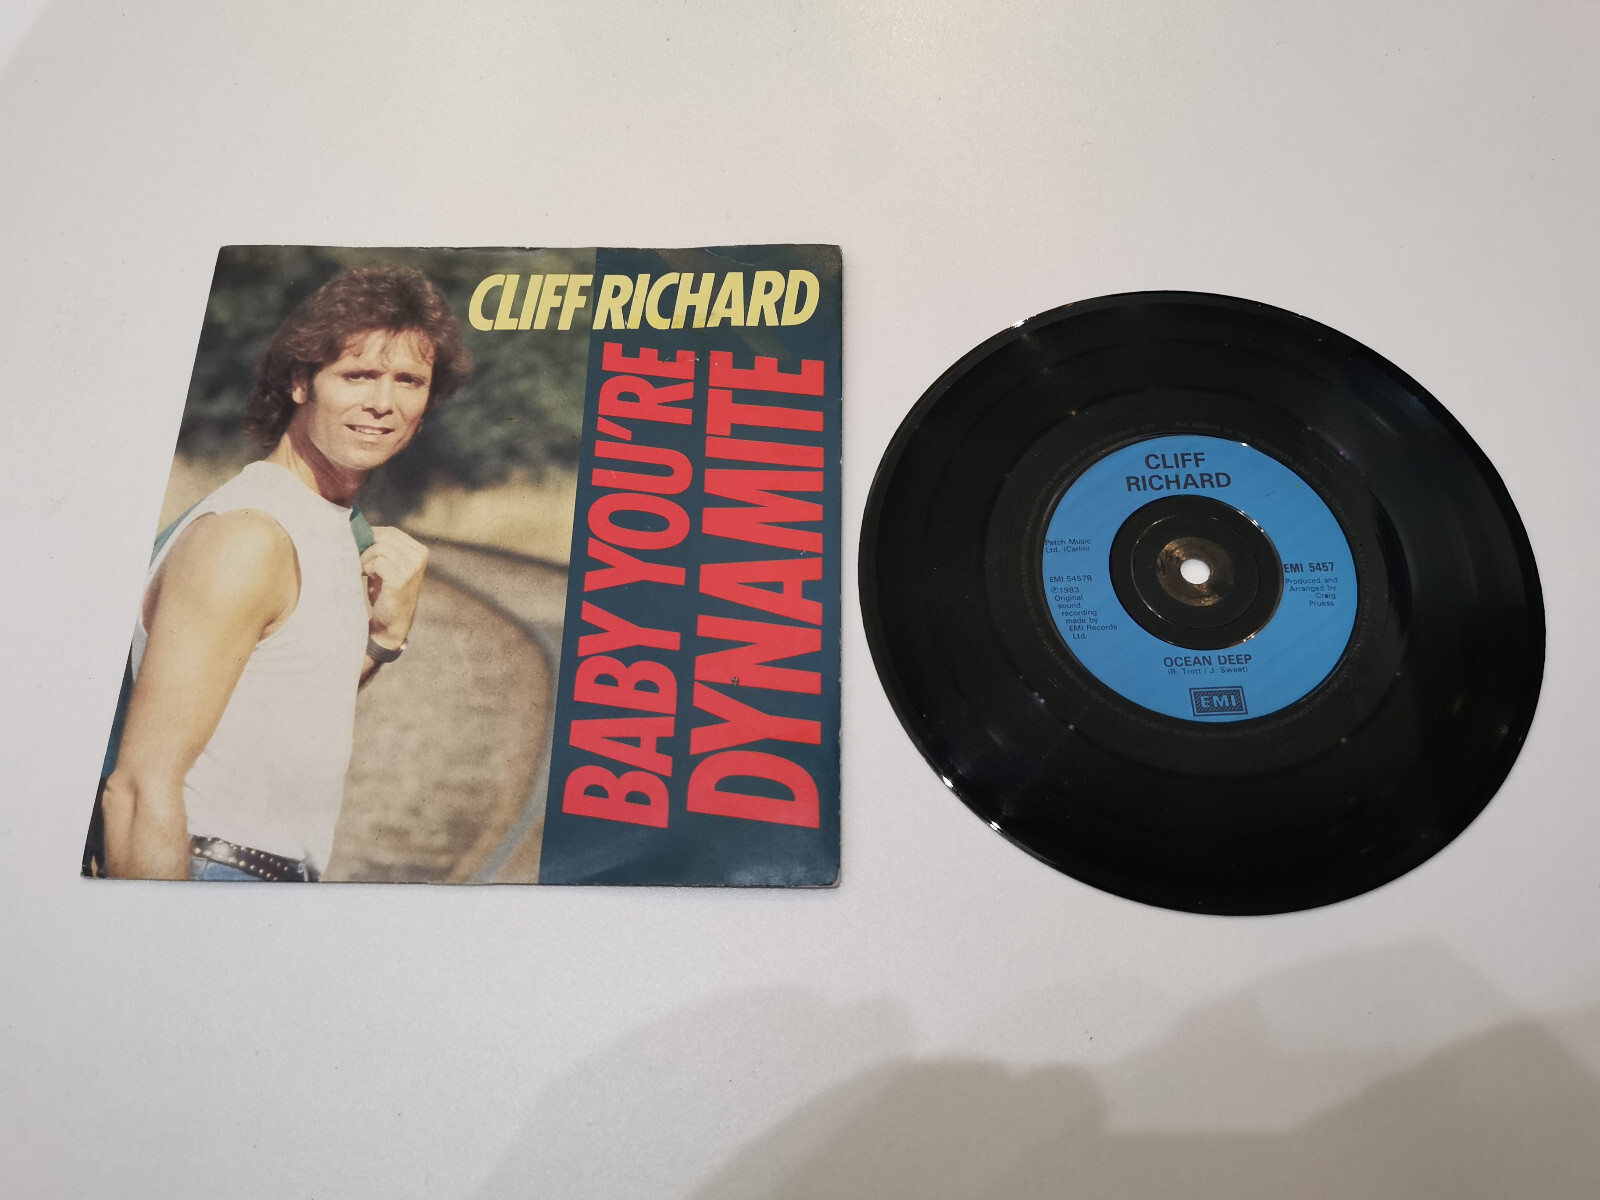 CLIFF RICHARD
BABY YOU'RE
DYNAMITE
CLIFF
RICHARD
Patch Music
Ltd. (Carlin)
EMI 5457B
℗1983
Original
sound
recording
made by
EMI Records
Ltd.
EMI 5457
Produced and
Arranged by
Craig
Pruess
OCEAN DEEP
(R. Trott / J. Sweet)
EMI